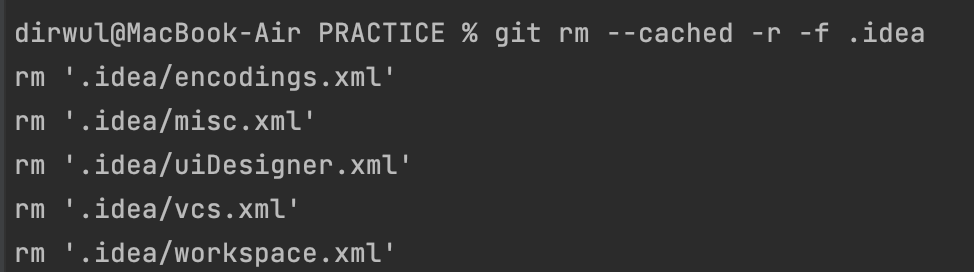 dirwul@MacBook-Air PRACTICE % git rm --cached -r -f .idea
rm '.idea/encodings.xml'
rm '.idea/misc.xml'
rm '.idea/uiDesigner.xml'
rm '.idea/vcs.xml'
rm '.idea/workspace.xml'